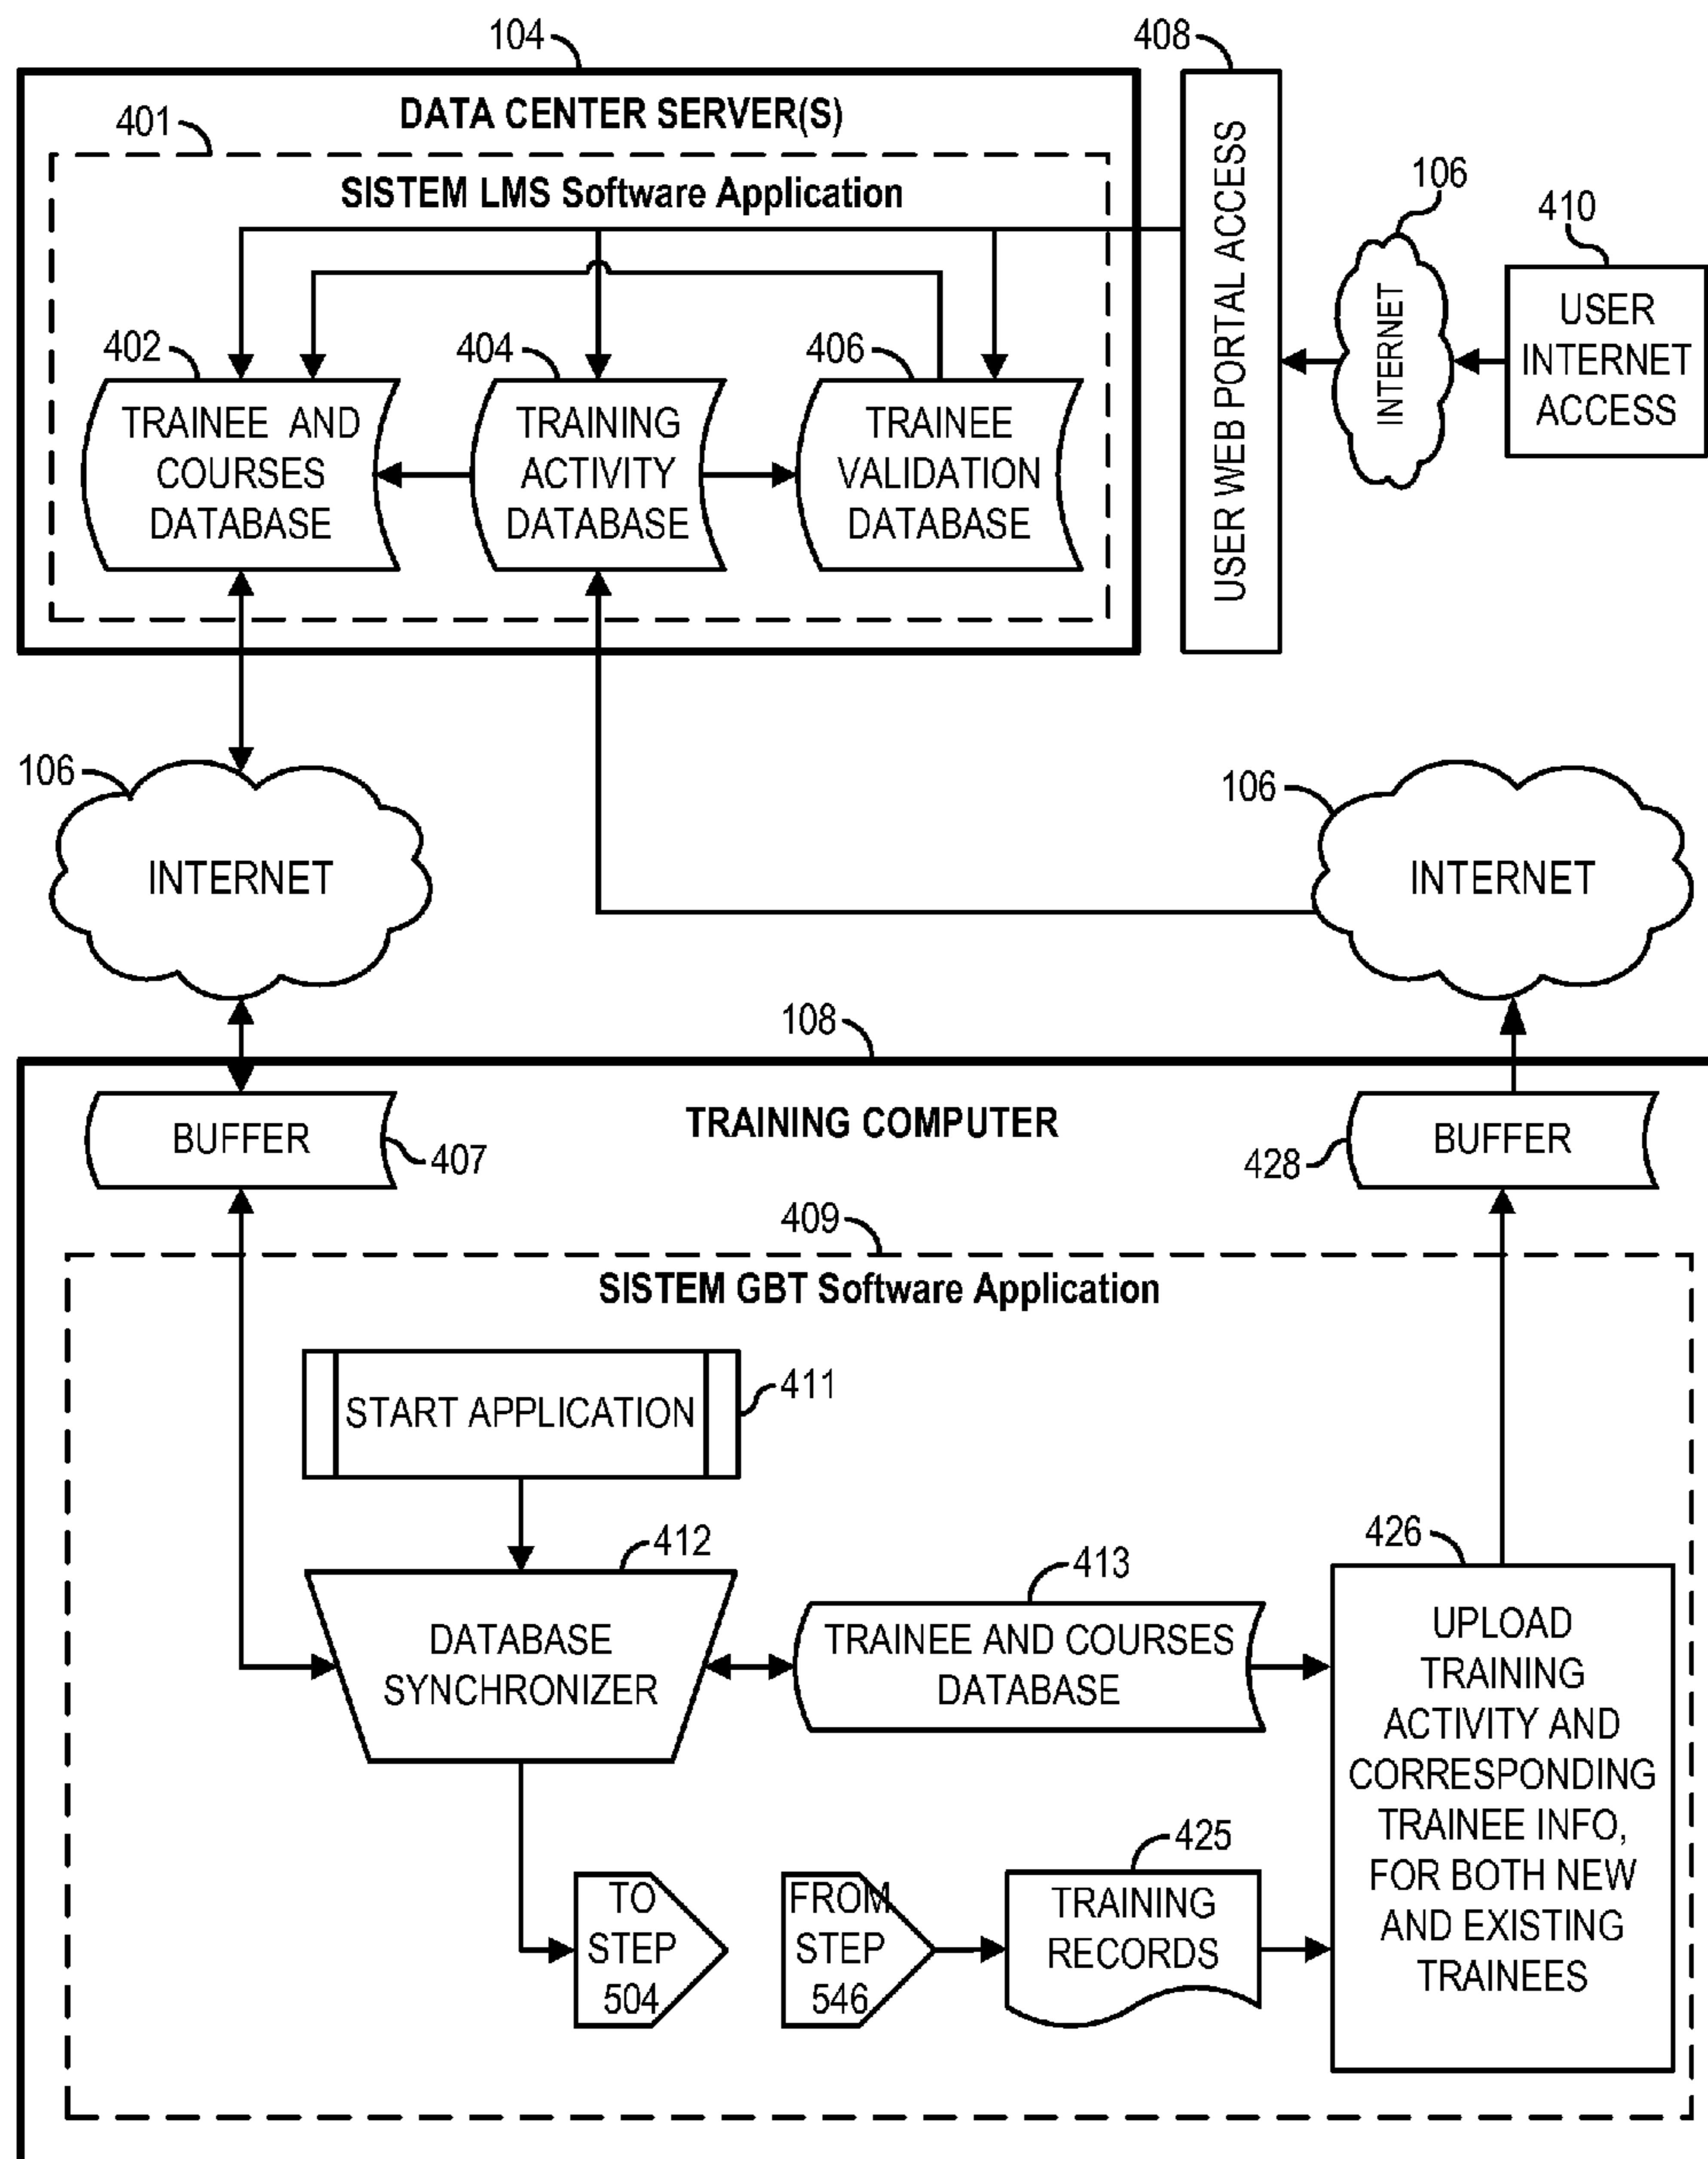 104
408
DATA CENTER SERVER(S)
401
SISTEM LMS Software Application
USER WEB PORTAL ACCESS
106
INTERNET
410
USER
INTERNET
ACCESS
402
TRAINEE AND
COURSES
DATABASE
404
TRAINING
ACTIVITY
DATABASE
406
TRAINEE
VALIDATION
DATABASE
106
INTERNET
106
INTERNET
108
BUFFER
407
TRAINING COMPUTER
BUFFER
428
409
SISTEM GBT Software Application
START APPLICATION
411
412
DATABASE
SYNCHRONIZER
413
TRAINEE AND COURSES
DATABASE
426
UPLOAD
TRAINING
ACTIVITY AND
CORRESPONDING
TRAINEE INFO,
FOR BOTH NEW
AND EXISTING
TRAINEES
TO
STEP
504
FROM
STEP
546
425
TRAINING
RECORDS